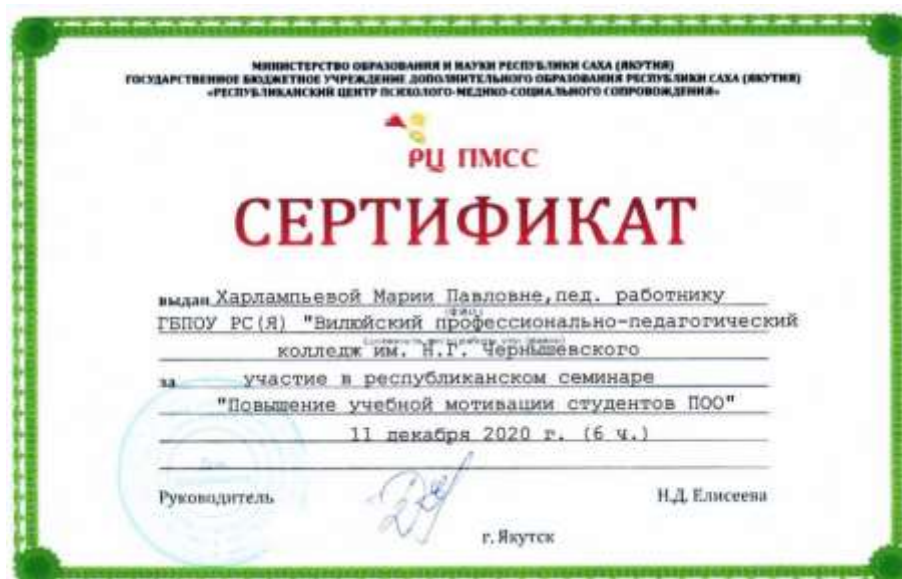 МИНИСТЕРСТВО ОБРАЗОВАНИЯ И НАУКИ РЕСПУБЛИКИ САХА (ЯКУТИЯ)
ГОСУДАРСТВЕННОЕ БЮДЖЕТНОЕ УЧРЕЖДЕНИЕ ДОПОЛНИТЕЛЬНОГО ОБРАЗОВАНИЯ РЕСПУБЛИКИ САХА (ЯКУТИЯ)
«РЕСПУБЛИКАНСКИЙ ЦЕНТР ПСИХОЛОГО-МЕДИКО-СОЦИАЛЬНОГО СОПРОВОЖДЕНИЯ»
РЦ ПМСС
СЕРТИФИКАТ
выдан Харлампьевой Марии Павловне, пед. работнику
(ФИО)
ГБПОУ РС(Я) "Вилюйский профессионально-педагогический
колледж им. Н.Г. Чернышевского
за участие в республиканском семинаре
"Повышение учебной мотивации студентов ПОО"
11 декабря 2020 г. (6 ч.)
Руководитель Н.Д. Елисеева
г. Якутск